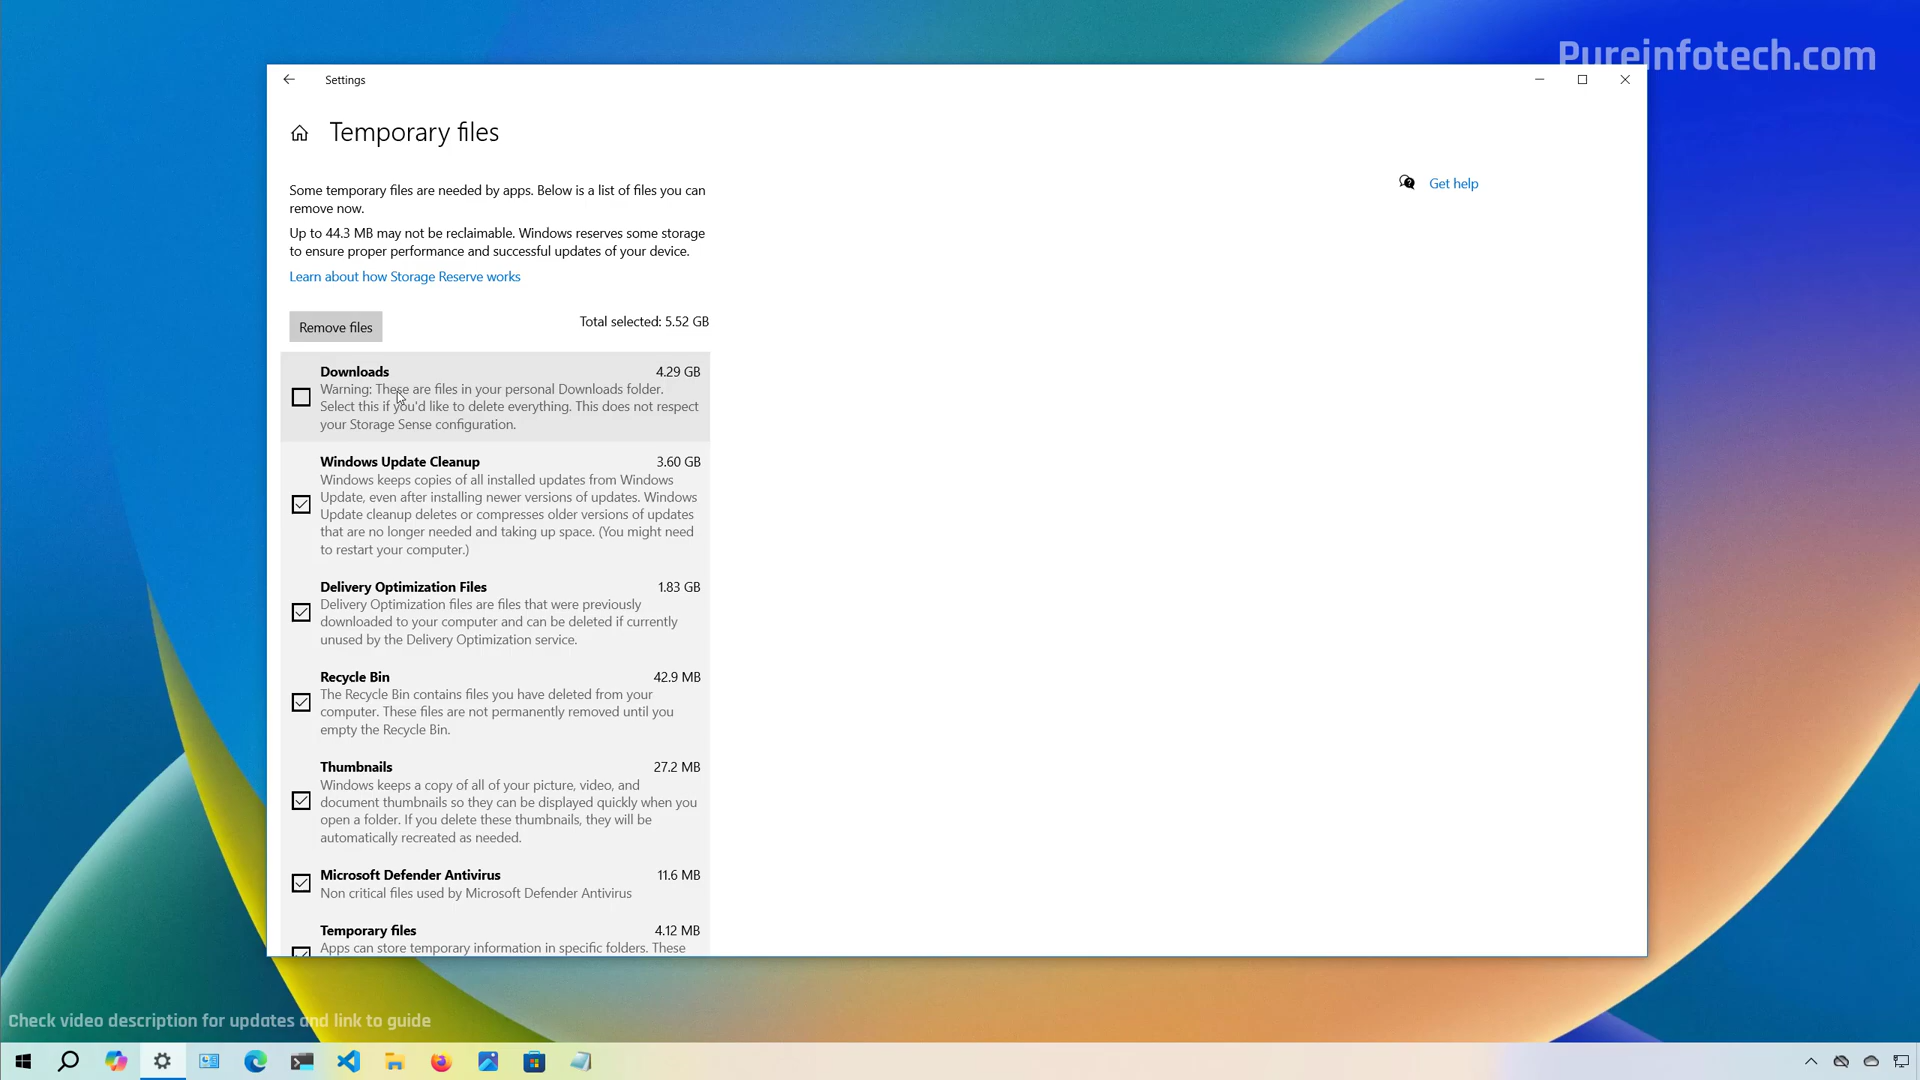 Pureinfotech.com
Settings
Temporary files
Some temporary files are needed by apps. Below is a list of files you can
remove now.
Up to 44.3 MB may not be reclaimable. Windows reserves some storage
to ensure proper performance and successful updates of your device.
Learn about how Storage Reserve works
Get help
Remove files
Total selected: 5.52 GB
Downloads 4.29 GB
Warning: These are files in your personal Downloads folder.
Select this if you'd like to delete everything. This does not respect
your Storage Sense configuration.
Windows Update Cleanup 3.60 GB
Windows keeps copies of all installed updates from Windows
Update, even after installing newer versions of updates. Windows
Update cleanup deletes or compresses older versions of updates
that are no longer needed and taking up space. (You might need
to restart your computer.)
Delivery Optimization Files 1.83 GB
Delivery Optimization files are files that were previously
downloaded to your computer and can be deleted if currently
unused by the Delivery Optimization service.
Recycle Bin 42.9 MB
The Recycle Bin contains files you have deleted from your
computer. These files are not permanently removed until you
empty the Recycle Bin.
Thumbnails 27.2 MB
Windows keeps a copy of all of your picture, video, and
document thumbnails so they can be displayed quickly when you
open a folder. If you delete these thumbnails, they will be
automatically recreated as needed.
Microsoft Defender Antivirus 11.6 MB
Non critical files used by Microsoft Defender Antivirus
Temporary files 4.12 MB
Apps can store temporary information in specific folders. These
Check video description for updates and link to guide